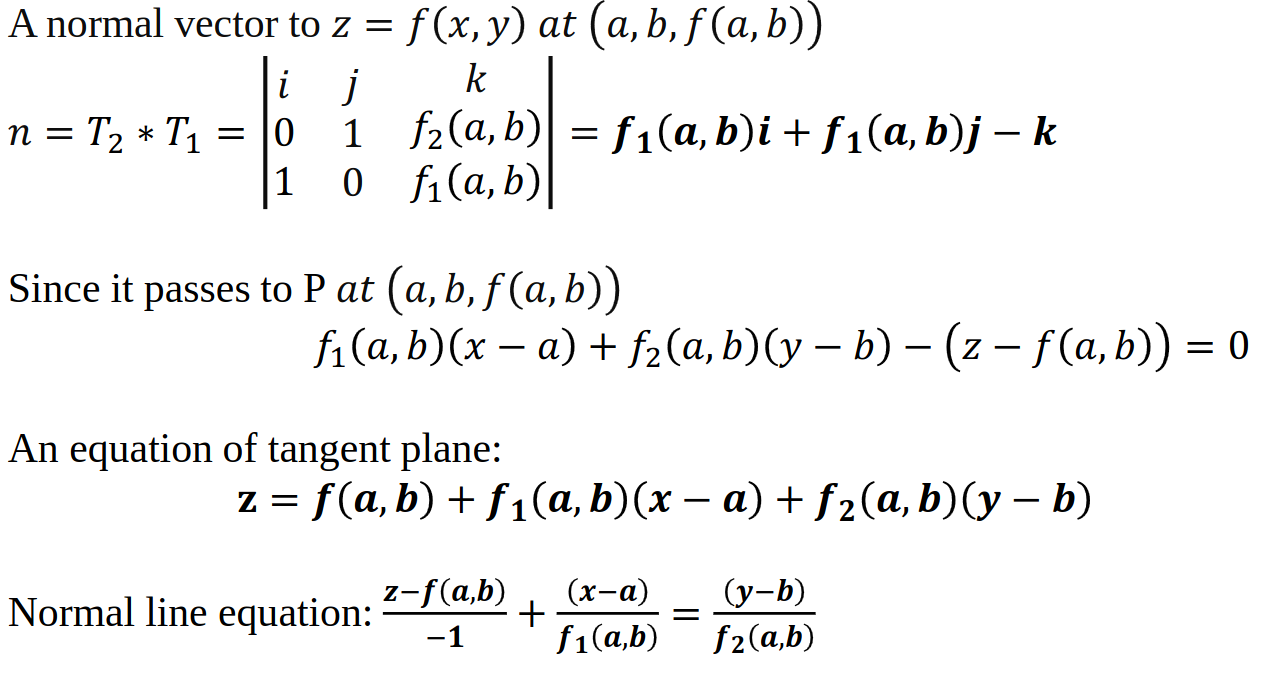 A normal vector to z = f(x, y) at (a, b, f(a, b))
n = T₂ * T₁ = | i j k ; 0 1 f₂(a, b) ; 1 0 f₁(a, b) | = f₁(a, b)i + f₁(a, b)j − k
Since it passes to P at (a, b, f(a, b))
f₁(a, b)(x − a) + f₂(a, b)(y − b) − (z − f(a, b)) = 0
An equation of tangent plane:
z = f(a, b) + f₁(a, b)(x − a) + f₂(a, b)(y − b)
Normal line equation: (z−f(a,b))/(−1) + (x−a)/(f₁(a,b)) = (y−b)/(f₂(a,b))